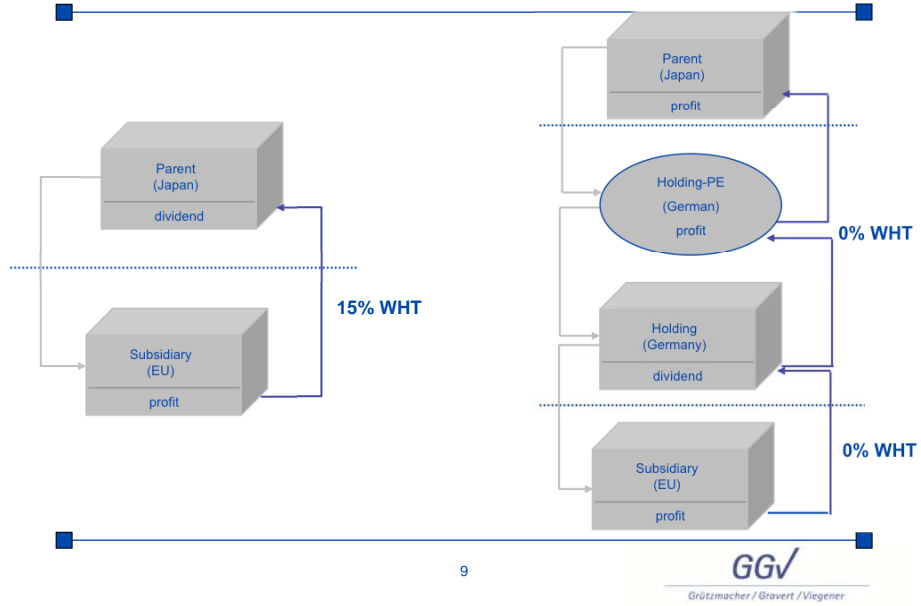 Parent
(Japan)
dividend
15% WHT
Subsidiary
(EU)
profit
Parent
(Japan)
profit
Holding-PE
(German)
profit
0% WHT
Holding
(Germany)
dividend
0% WHT
Subsidiary
(EU)
profit
9
GGV
Grützmacher / Gravert / Viegener